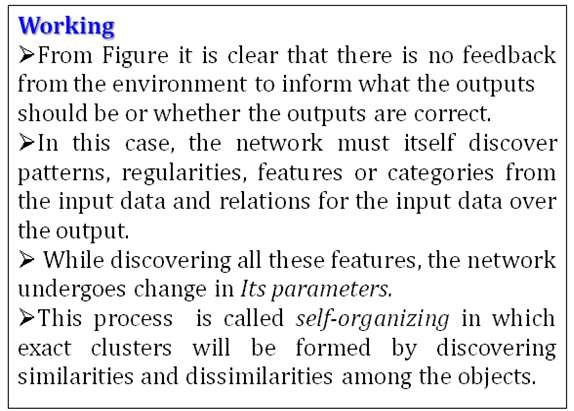 Working
➢From Figure it is clear that there is no feedback
from the environment to inform what the outputs
should be or whether the outputs are correct.
➢In this case, the network must itself discover
patterns, regularities, features or categories from
the input data and relations for the input data over
the output.
➢ While discovering all these features, the network
undergoes change in Its parameters.
➢This process is called self-organizing in which
exact clusters will be formed by discovering
similarities and dissimilarities among the objects.